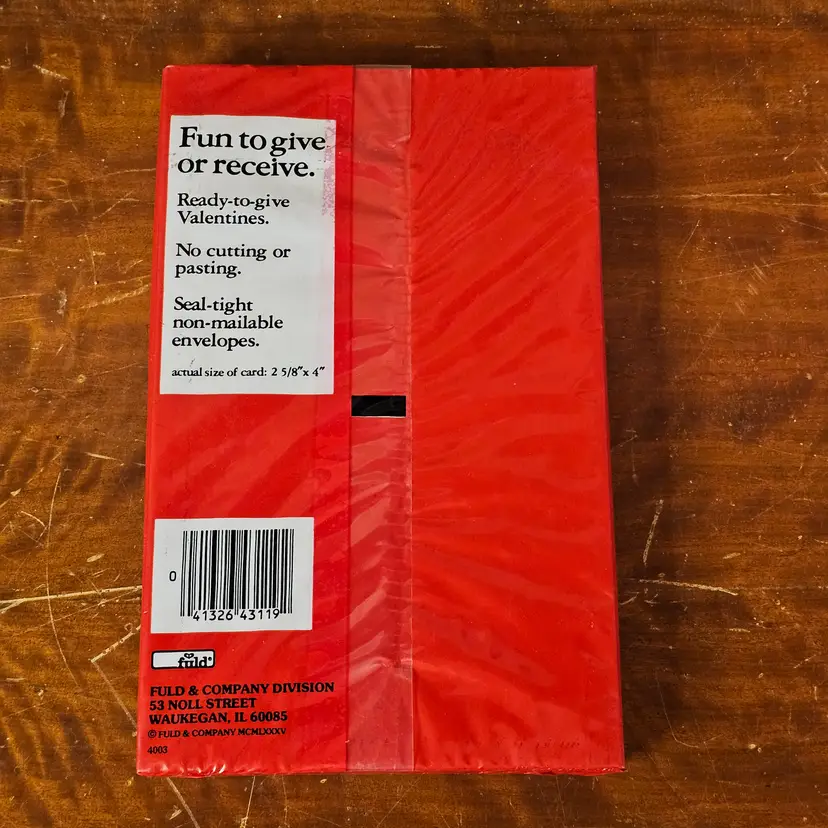 Fun to give
or receive.
Ready-to-give
Valentines.
No cutting or
pasting.
Seal-tight
non-mailable
envelopes.
actual size of card: 2 5/8"x 4"
0
41326 43119
fuld®
FULD & COMPANY DIVISION
53 NOLL STREET
WAUKEGAN, IL 60085
© FULD & COMPANY MCMLXXXV
4003